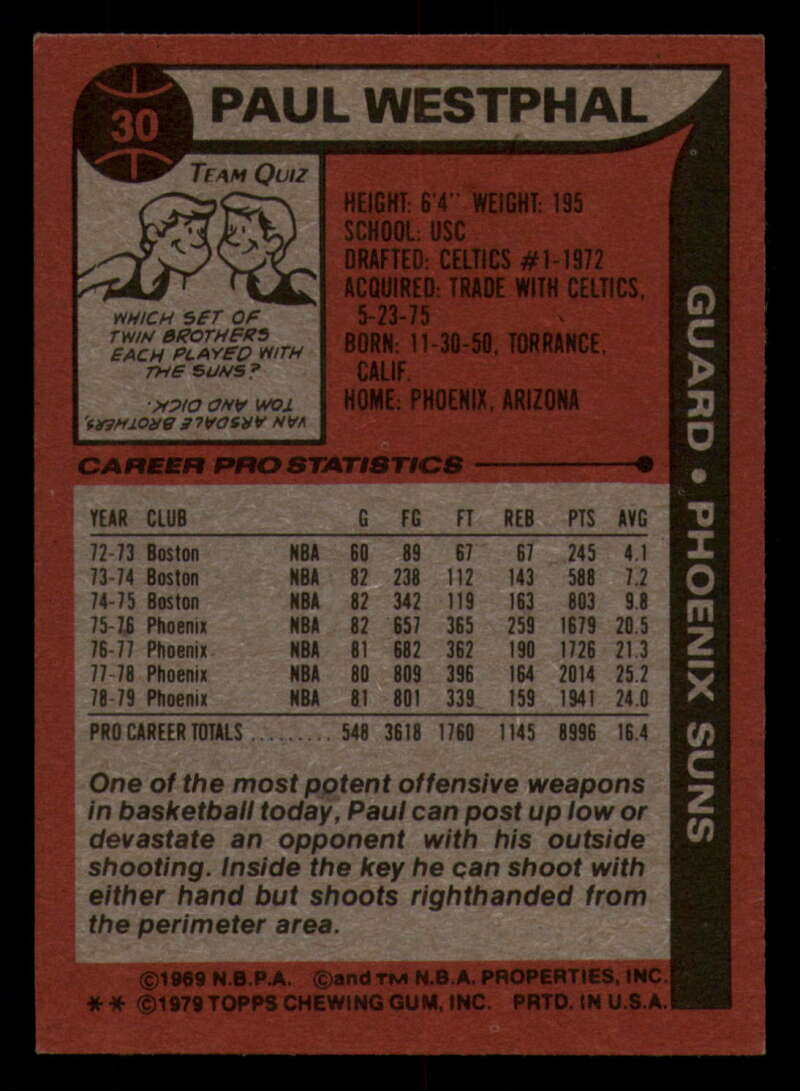 30
PAUL WESTPHAL
TEAM QUIZ
WHICH SET OF
TWIN BROTHERS
EACH PLAYED WITH
THE SUNS?
VAN ARSDALE BROTHERS,
TOM AND DICK.
HEIGHT: 6'4" WEIGHT: 195
SCHOOL: USC
DRAFTED: CELTICS #1-1972
ACQUIRED: TRADE WITH CELTICS,
5-23-75
BORN: 11-30-50, TORRANCE,
CALIF.
HOME: PHOENIX, ARIZONA
GUARD • PHOENIX SUNS
CAREER PRO STATISTICS
YEAR CLUB G FG FT REB PTS AVG
72-73 Boston NBA 60 89 67 67 245 4.1
73-74 Boston NBA 82 238 112 143 588 7.2
74-75 Boston NBA 82 342 119 163 803 9.8
75-76 Phoenix NBA 82 657 365 259 1679 20.5
76-77 Phoenix NBA 81 682 362 190 1726 21.3
77-78 Phoenix NBA 80 809 396 164 2014 25.2
78-79 Phoenix NBA 81 801 339 159 1941 24.0
PRO CAREER TOTALS ......... 548 3618 1760 1145 8996 16.4
One of the most potent offensive weapons
in basketball today, Paul can post up low or
devastate an opponent with his outside
shooting. Inside the key he can shoot with
either hand but shoots righthanded from
the perimeter area.
©1969 N.B.P.A. ©and TM N.B.A. PROPERTIES, INC.
** ©1979 TOPPS CHEWING GUM, INC. PRTD. IN U.S.A.